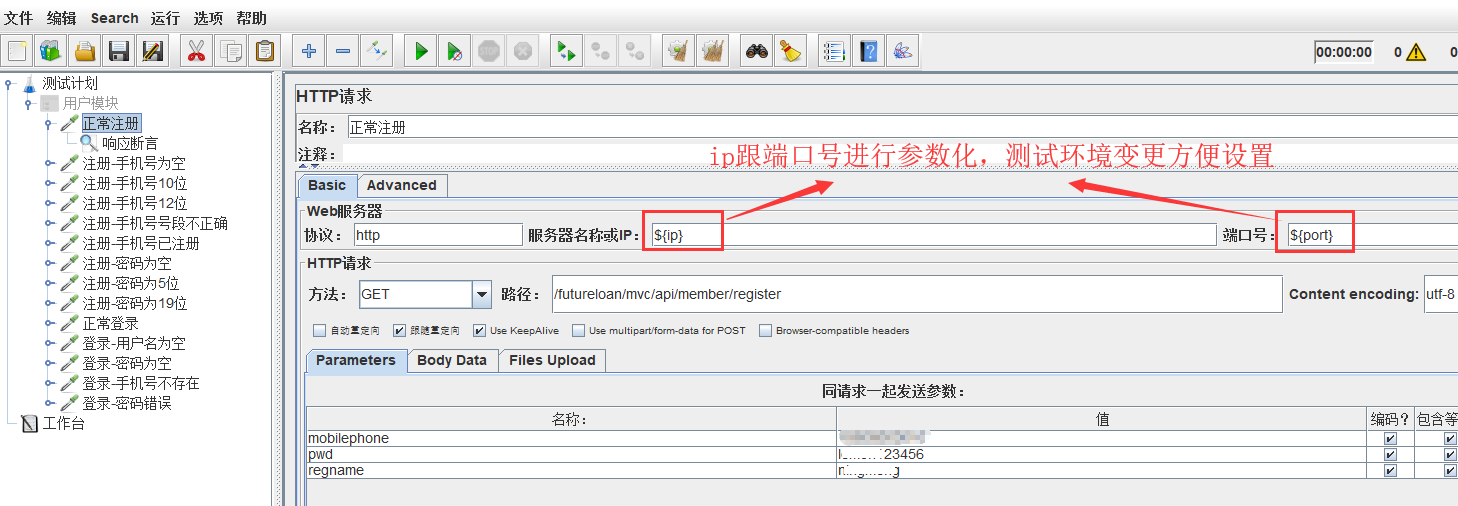 文件 编辑 Search 运行 选项 帮助
00:00:00 0 0
测试计划
用户模块
正常注册
响应断言
注册-手机号为空
注册-手机号10位
注册-手机号12位
注册-手机号号段不正确
注册-手机号已注册
注册-密码为空
注册-密码为5位
注册-密码为19位
正常登录
登录-用户名为空
登录-密码为空
登录-手机号不存在
登录-密码错误
工作台
HTTP请求
名称： 正常注册
注释：
ip跟端口号进行参数化，测试环境变更方便设置
Basic Advanced
Web服务器
协议： http 服务器名称或IP： ${ip} 端口号： ${port}
HTTP请求
方法： GET 路径： /futureloan/mvc/api/member/register Content encoding: utf-8
自动重定向 跟随重定向 Use KeepAlive Use multipart/form-data for POST Browser-compatible headers
Parameters Body Data Files Upload
同请求一起发送参数：
名称： 值 编码？ 包含等
mobilephone
pwd 123456
regname